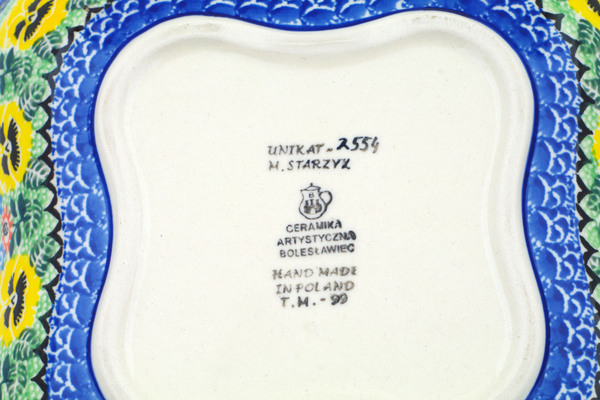 UNIKAT - 2554
M. STARZYK
CERAMIKA
ARTYSTYCZNA
BOLESŁAWIEC
HAND MADE
IN POLAND
T.M. - 99